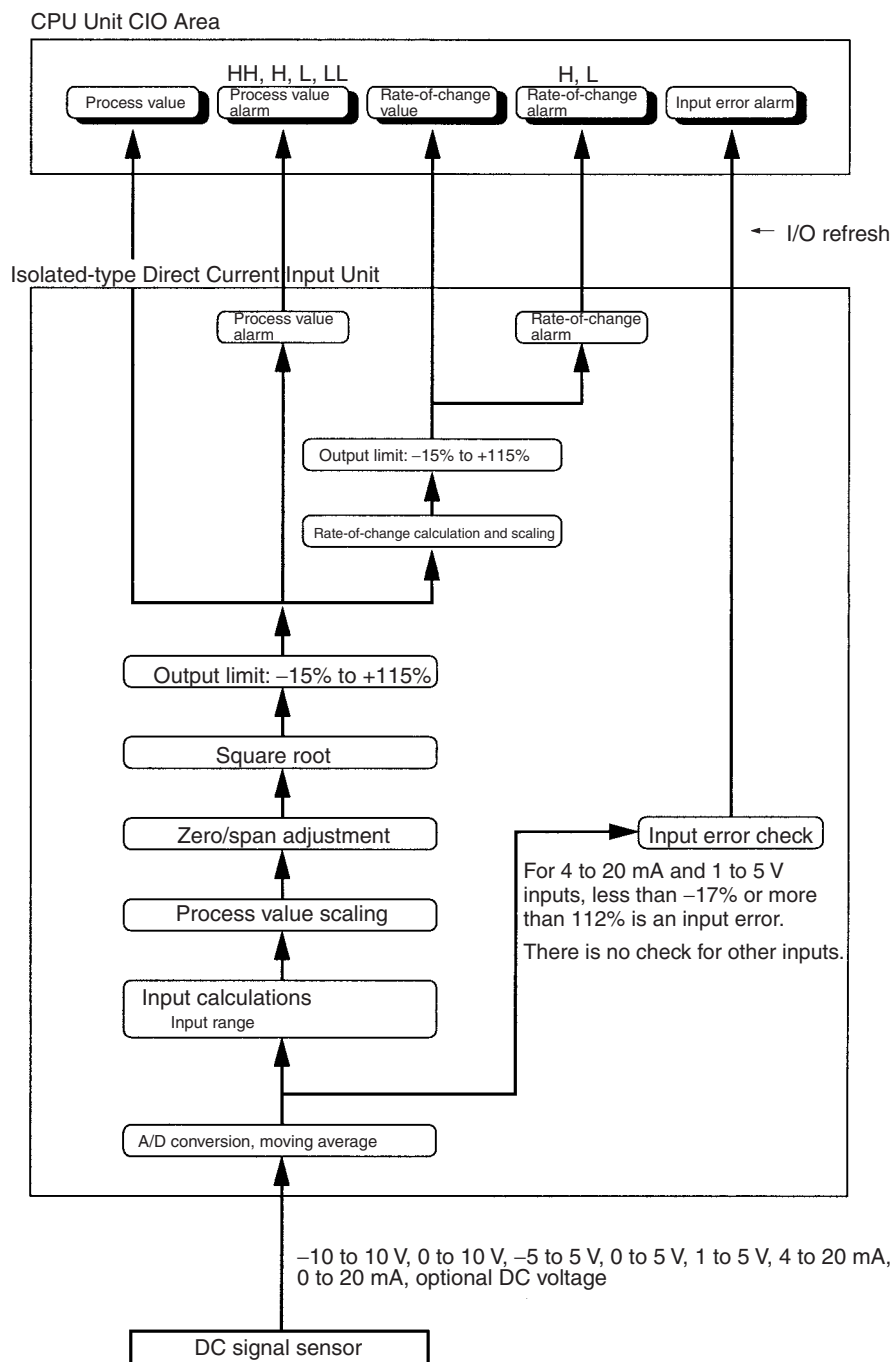 CPU Unit CIO Area
HH, H, L, LL
H, L
Process value
Process value
alarm
Rate-of-change
value
Rate-of-change
alarm
Input error alarm
I/O refresh
Isolated-type Direct Current Input Unit
Process value
alarm
Rate-of-change
alarm
Output limit: –15% to +115%
Rate-of-change calculation and scaling
Output limit: –15% to +115%
Square root
Zero/span adjustment
Input error check
For 4 to 20 mA and 1 to 5 V
inputs, less than –17% or more
than 112% is an input error.
There is no check for other inputs.
Process value scaling
Input calculations
Input range
A/D conversion, moving average
–10 to 10 V, 0 to 10 V, –5 to 5 V, 0 to 5 V, 1 to 5 V, 4 to 20 mA,
0 to 20 mA, optional DC voltage
DC signal sensor